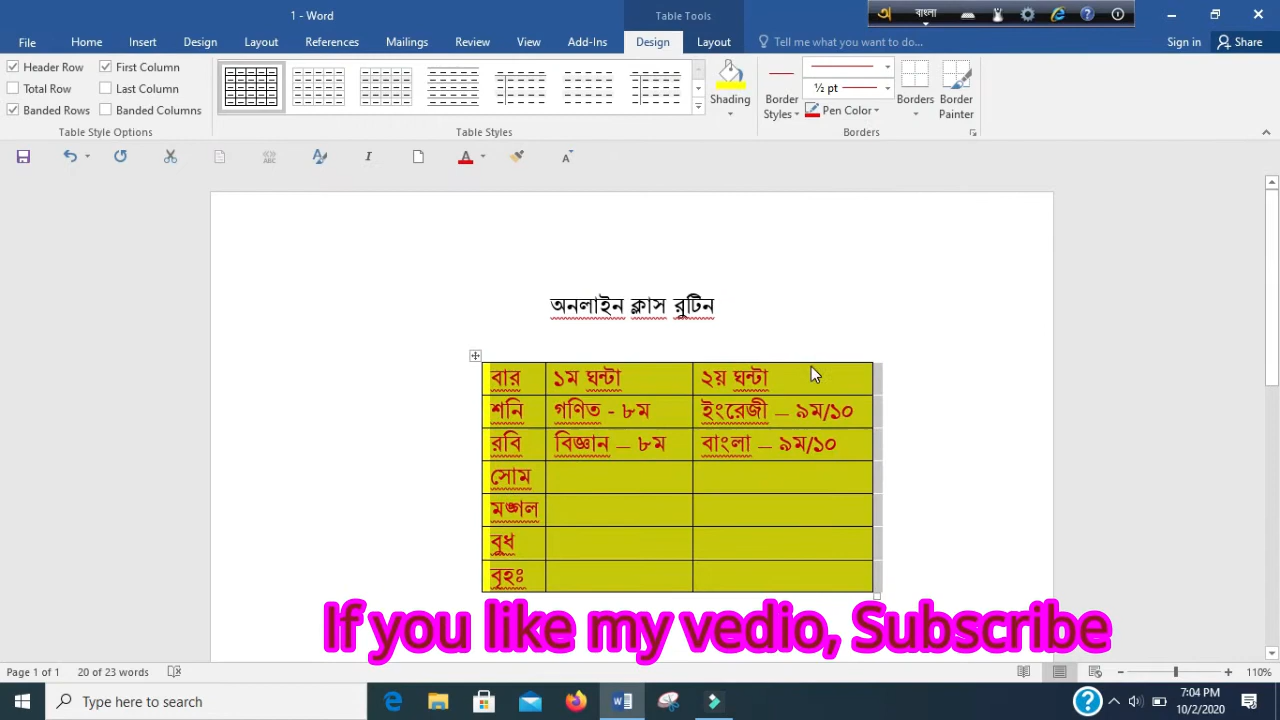 1 - Word
Table Tools
বাংলা
File Home Insert Design Layout References Mailings Review View Add-Ins Design Layout Tell me what you want to do... Sign in Share
Header Row First Column
Total Row Last Column
Banded Rows Banded Columns
Table Style Options
Table Styles
Shading
Border Styles
½ pt
Pen Color
Borders
Border Painter
Borders
অনলাইন ক্লাস রুটিন
বার ১ম ঘন্টা ২য় ঘন্টা
শনি গণিত - ৮ম ইংরেজী – ৯ম/১০
রবি বিজ্ঞান – ৮ম বাংলা – ৯ম/১০
সোম
মঙ্গল
বুধ
বৃহঃ
If you like my vedio, Subscribe
Page 1 of 1 20 of 23 words 110%
Type here to search
7:04 PM
10/2/2020